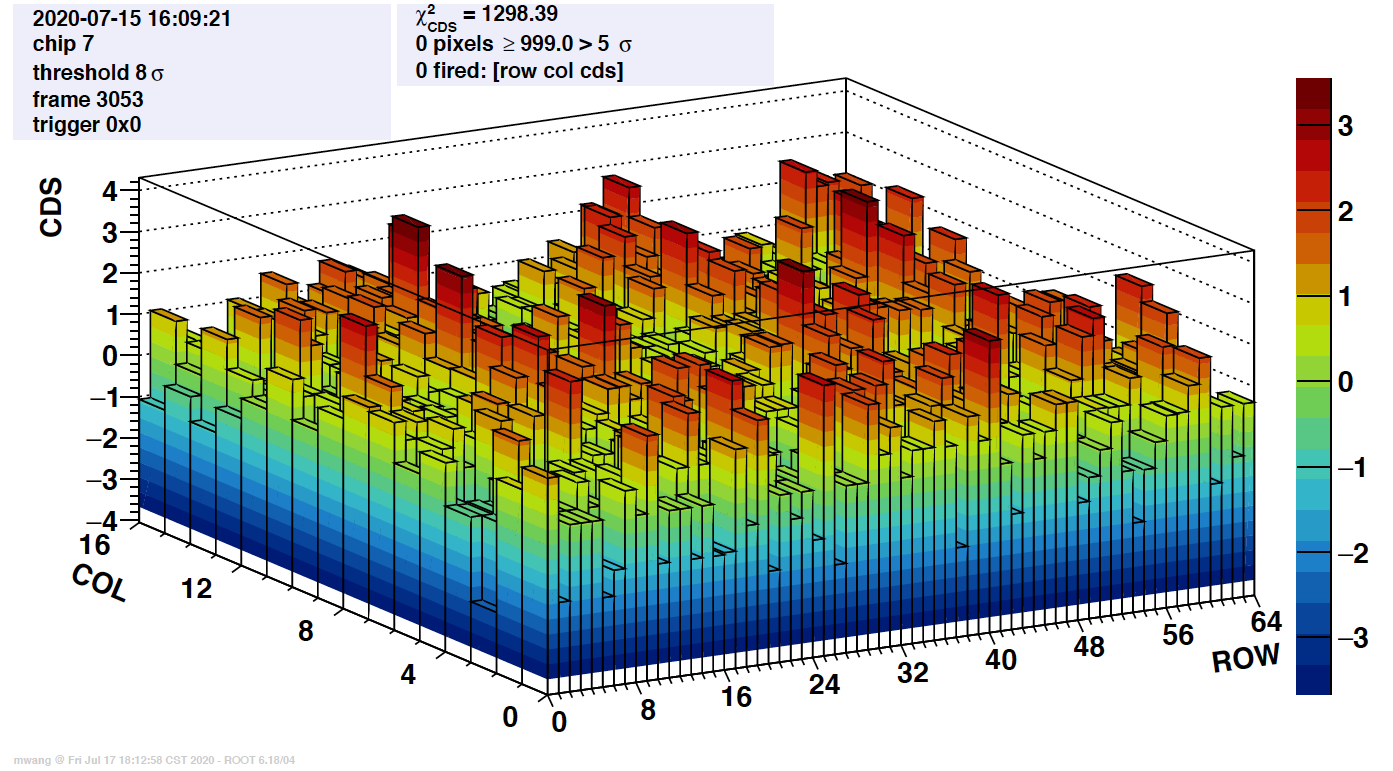 2020-07-15 16:09:21
chip 7
threshold 8 σ
frame 3053
trigger 0x0
χ²CDS = 1298.39
0 pixels ≥ 999.0 > 5 σ
0 fired: [row col cds]
CDS
4
3
2
1
0
−1
−2
−3
−4
16
12
8
4
0
COL
0
8
16
24
32
40
48
56
64
ROW
3
2
1
0
−1
−2
−3
mwang @ Fri Jul 17 18:12:58 CST 2020 - ROOT 6.18/04